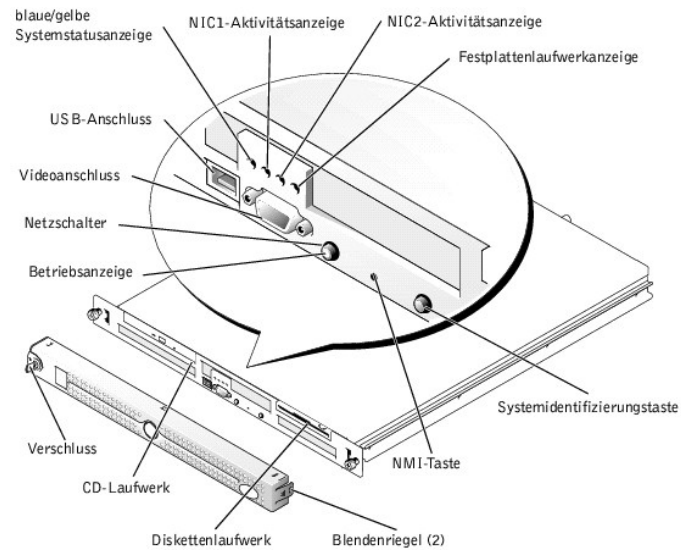 blaue/gelbe
Systemstatusanzeige
NIC1-Aktivitätsanzeige
NIC2-Aktivitätsanzeige
Festplattenlaufwerkanzeige
USB-Anschluss
Videoanschluss
Netzschalter
Betriebsanzeige
Systemidentifizierungstaste
Verschluss
NMI-Taste
CD-Laufwerk
Diskettenlaufwerk
Blendenriegel (2)